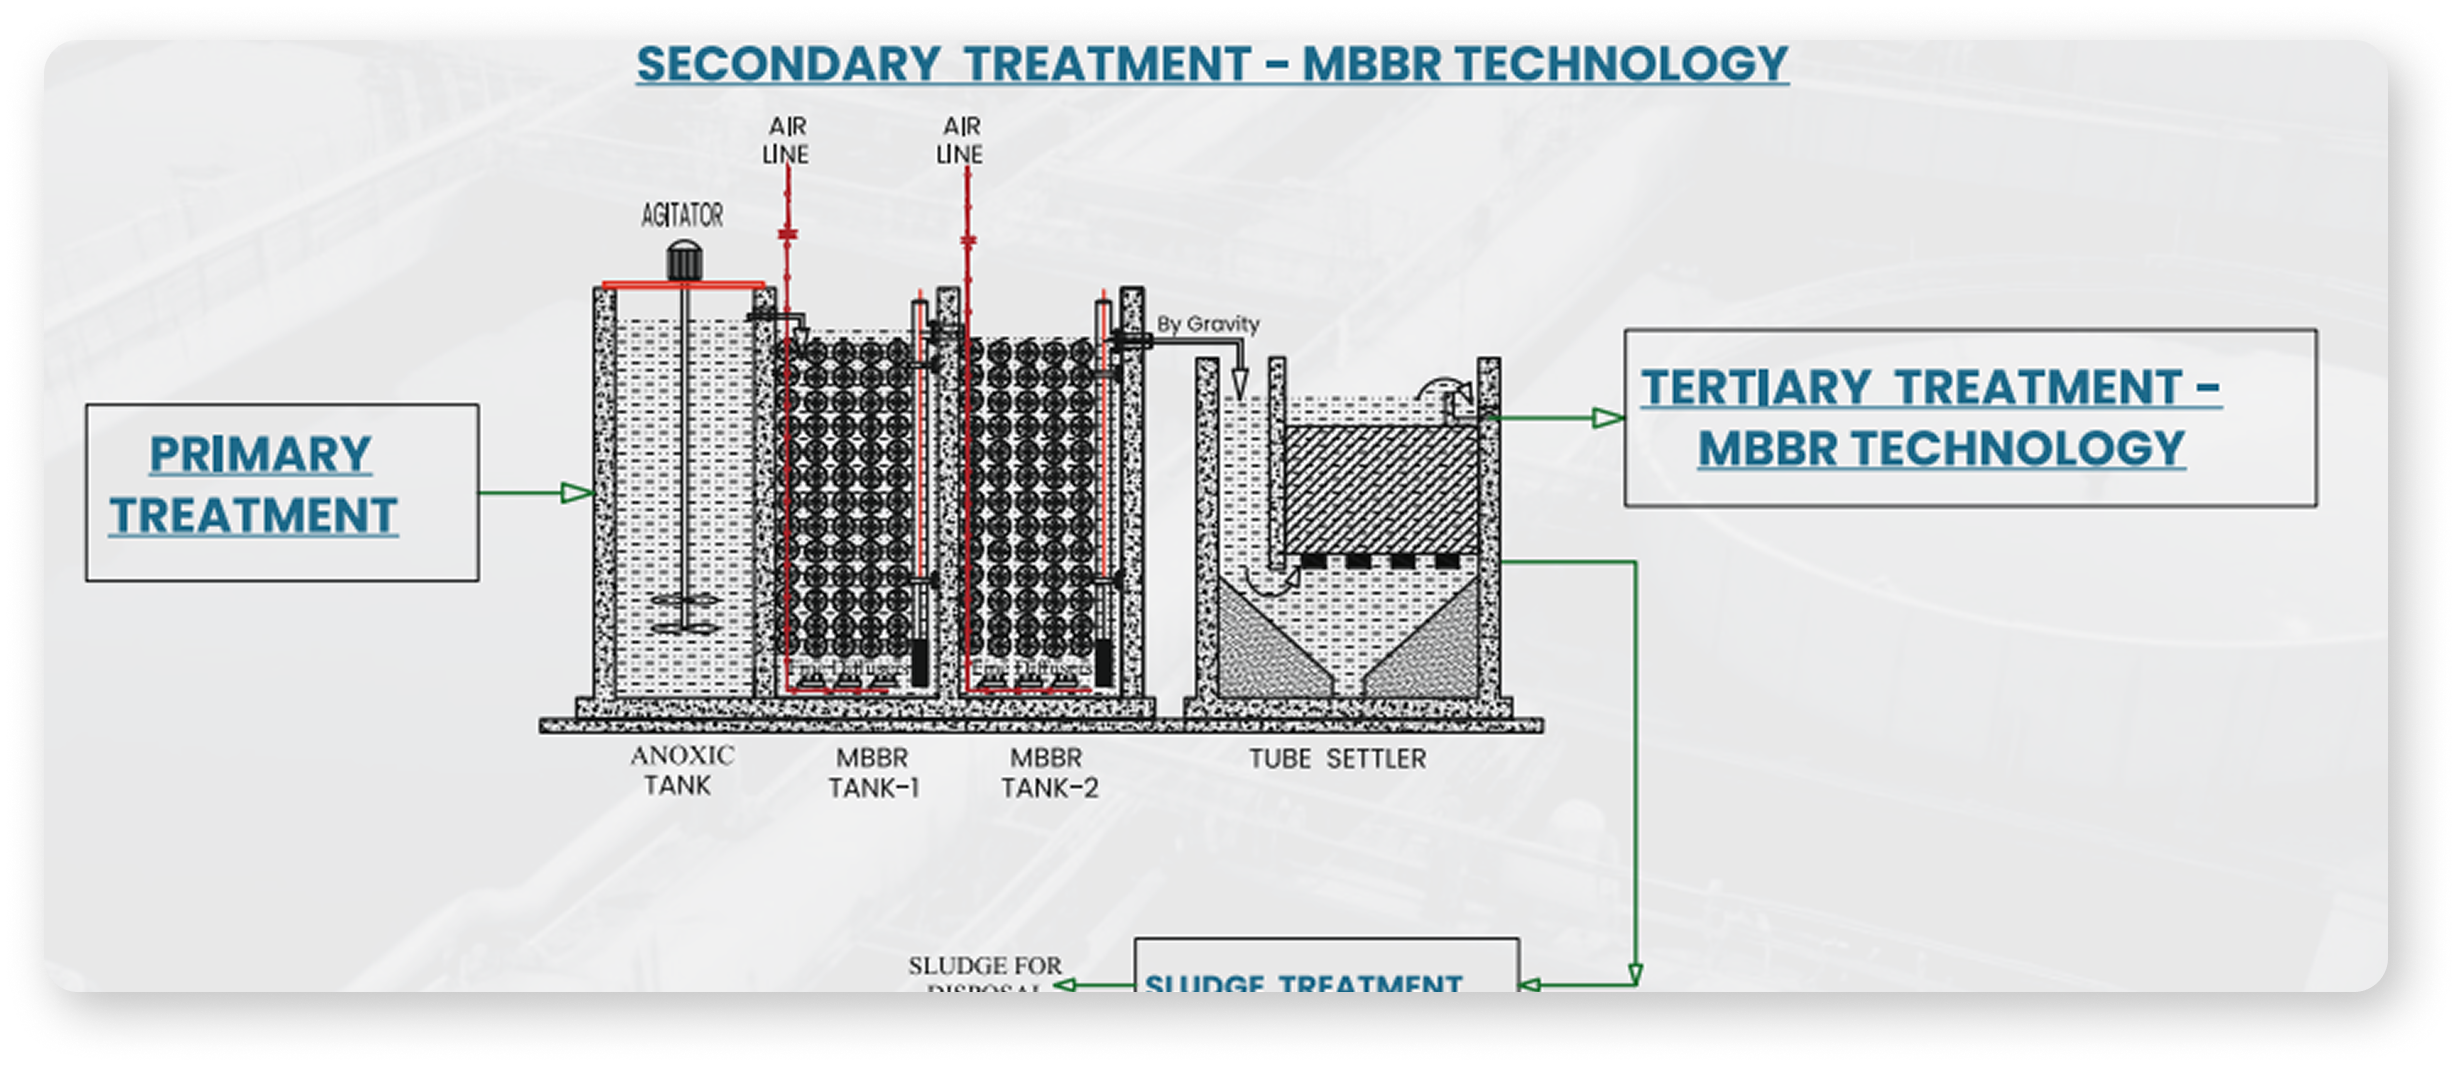 SECONDARY TREATMENT - MBBR TECHNOLOGY
AIR
LINE
AIR
LINE
AGITATOR
By Gravity
PRIMARY
TREATMENT
TERTIARY TREATMENT -
MBBR TECHNOLOGY
Fine Diffusers
Fine Diffusers
ANOXIC
TANK
MBBR
TANK-1
MBBR
TANK-2
TUBE SETTLER
SLUDGE FOR
DISPOSAL
SLUDGE TREATMENT